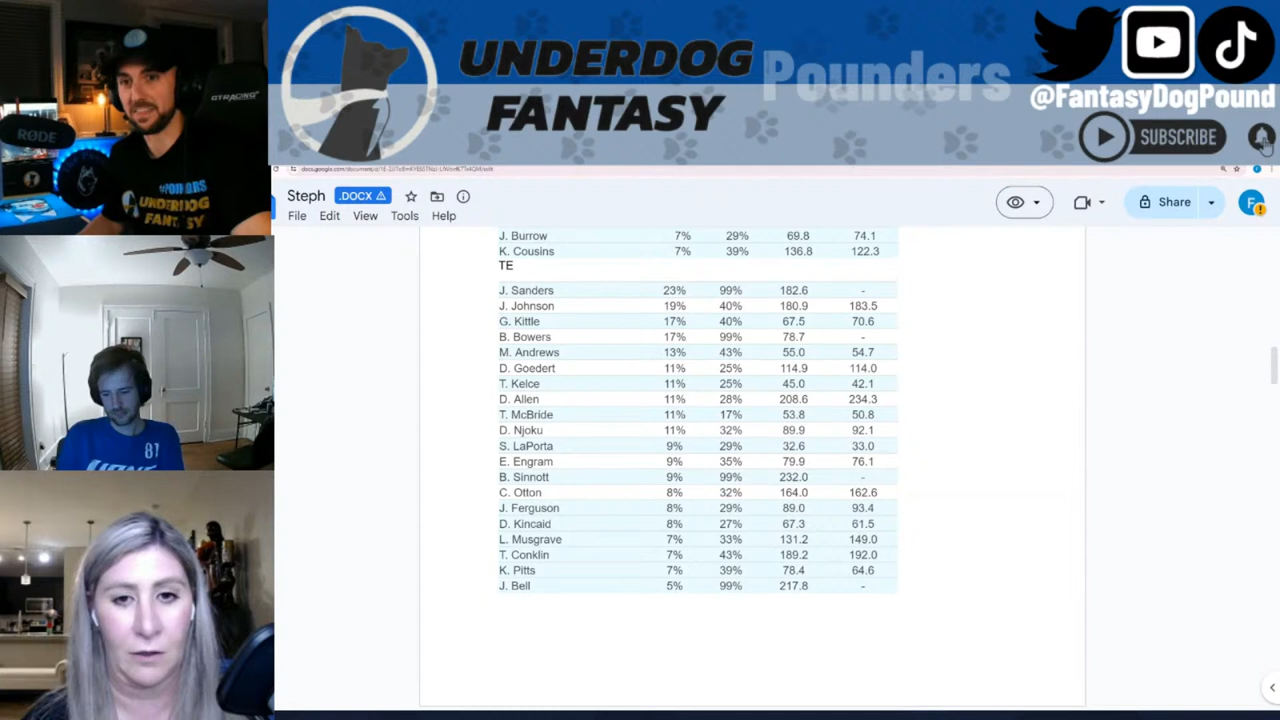 UNDERDOG
FANTASY
Pounders
@FantasyDogPound
SUBSCRIBE
GTRACING
RØDE
UNDERDOG
FANTASY
81
Steph
.DOCX
File Edit View Tools Help
Share
F
J. Burrow 7% 29% 69.8 74.1
K. Cousins 7% 39% 136.8 122.3
TE
J. Sanders 23% 99% 182.6 -
J. Johnson 19% 40% 180.9 183.5
G. Kittle 17% 40% 67.5 70.6
B. Bowers 17% 99% 78.7 -
M. Andrews 13% 43% 55.0 54.7
D. Goedert 11% 25% 114.9 114.0
T. Kelce 11% 25% 45.0 42.1
D. Allen 11% 28% 208.6 234.3
T. McBride 11% 17% 53.8 50.8
D. Njoku 11% 32% 89.9 92.1
S. LaPorta 9% 29% 32.6 33.0
E. Engram 9% 35% 79.9 76.1
B. Sinnott 9% 99% 232.0 -
C. Otton 8% 32% 164.0 162.6
J. Ferguson 8% 29% 89.0 93.4
D. Kincaid 8% 27% 67.3 61.5
L. Musgrave 7% 33% 131.2 149.0
T. Conklin 7% 43% 189.2 192.0
K. Pitts 7% 39% 78.4 64.6
J. Bell 5% 99% 217.8 -